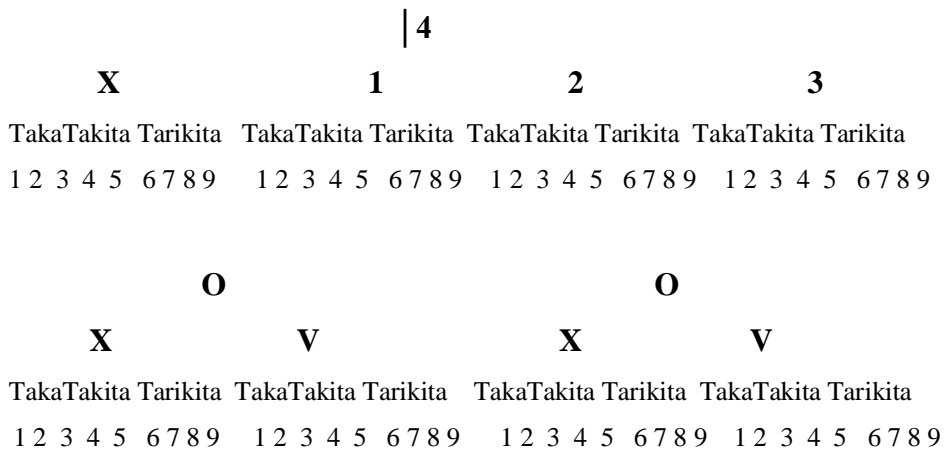 |4
X 1 2 3
TakaTakita Tarikita TakaTakita Tarikita TakaTakita Tarikita TakaTakita Tarikita
1 2 3 4 5 6 7 8 9 1 2 3 4 5 6 7 8 9 1 2 3 4 5 6 7 8 9 1 2 3 4 5 6 7 8 9
O O
X V X V
TakaTakita Tarikita TakaTakita Tarikita TakaTakita Tarikita TakaTakita Tarikita
1 2 3 4 5 6 7 8 9 1 2 3 4 5 6 7 8 9 1 2 3 4 5 6 7 8 9 1 2 3 4 5 6 7 8 9